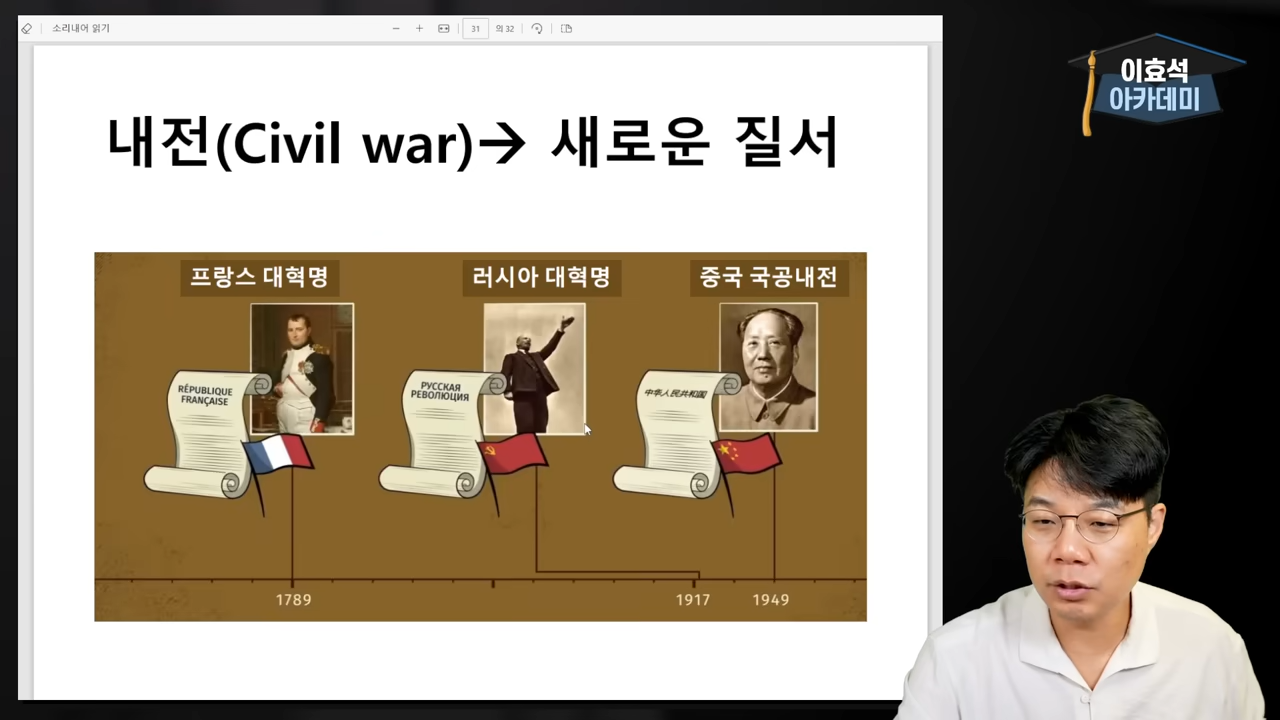 소리내어 읽기
31
의 32
이효석
아카데미
내전(Civil war)→ 새로운 질서
프랑스 대혁명
러시아 대혁명
중국 국공내전
RÉPUBLIQUE
FRANÇAISE
РУССКАЯ
РЕВОЛЮЦИЯ
中华人民共和国
1789
1917
1949